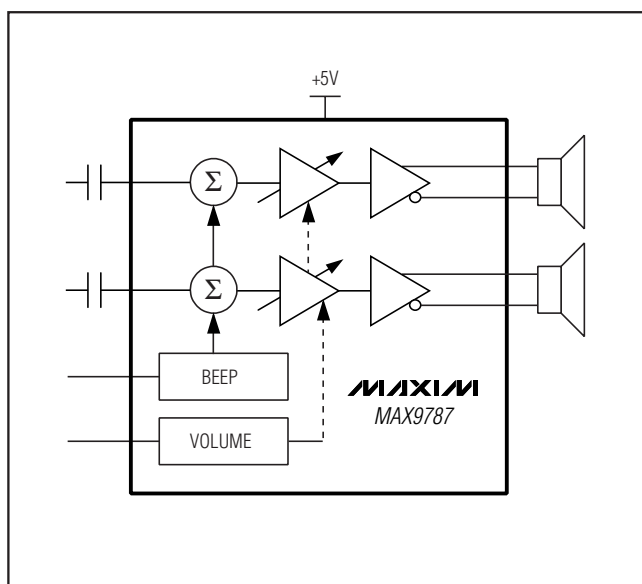 +5V
Σ
Σ
BEEP
VOLUME
MAXIM
MAX9787